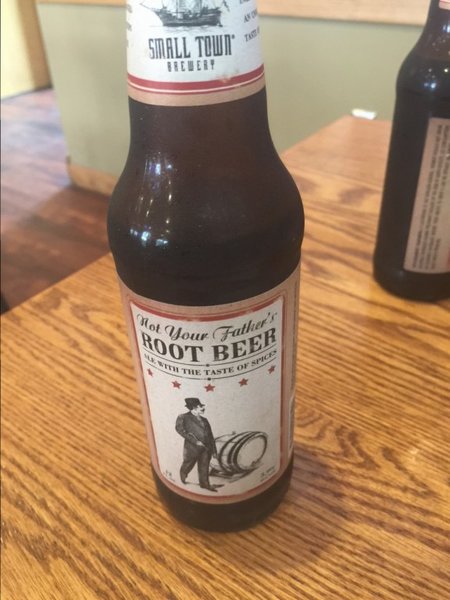 SMALL TOWN
BREWERY
Not Your Father's
ROOT BEER
ALE WITH THE TASTE OF SPICES